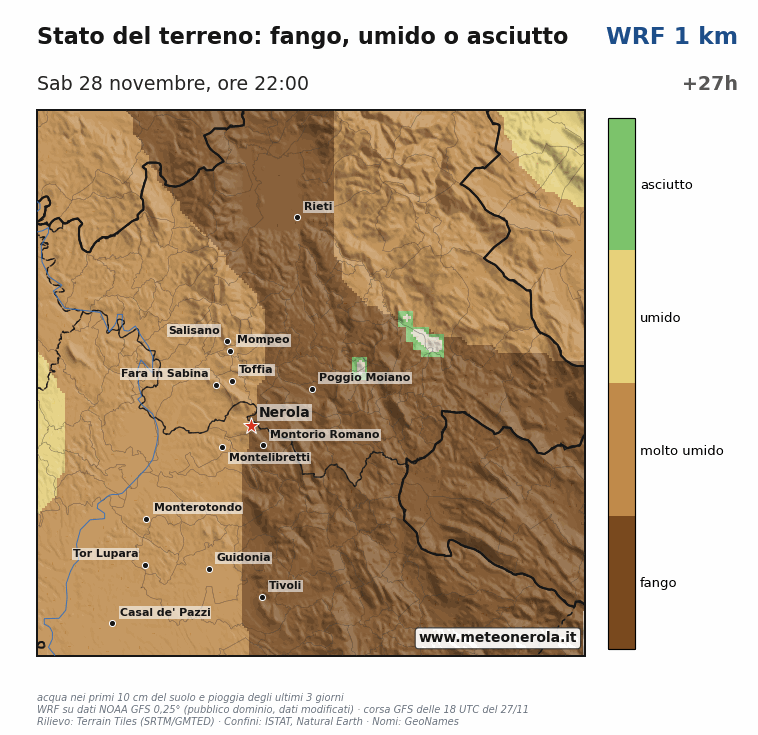 Stato del terreno: fango, umido o asciutto
WRF 1 km
Sab 28 novembre, ore 22:00
+27h
Rieti
Salisano
Mompeo
Fara in Sabina
Toffia
Poggio Moiano
Nerola
Montorio Romano
Montelibretti
Monterotondo
Tor Lupara
Guidonia
Tivoli
Casal de' Pazzi
www.meteonerola.it
asciutto
umido
molto umido
fango
acqua nei primi 10 cm del suolo e pioggia degli ultimi 3 giorni
WRF su dati NOAA GFS 0,25° (pubblico dominio, dati modificati) · corsa GFS delle 18 UTC del 27/11
Rilievo: Terrain Tiles (SRTM/GMTED) · Confini: ISTAT, Natural Earth · Nomi: GeoNames